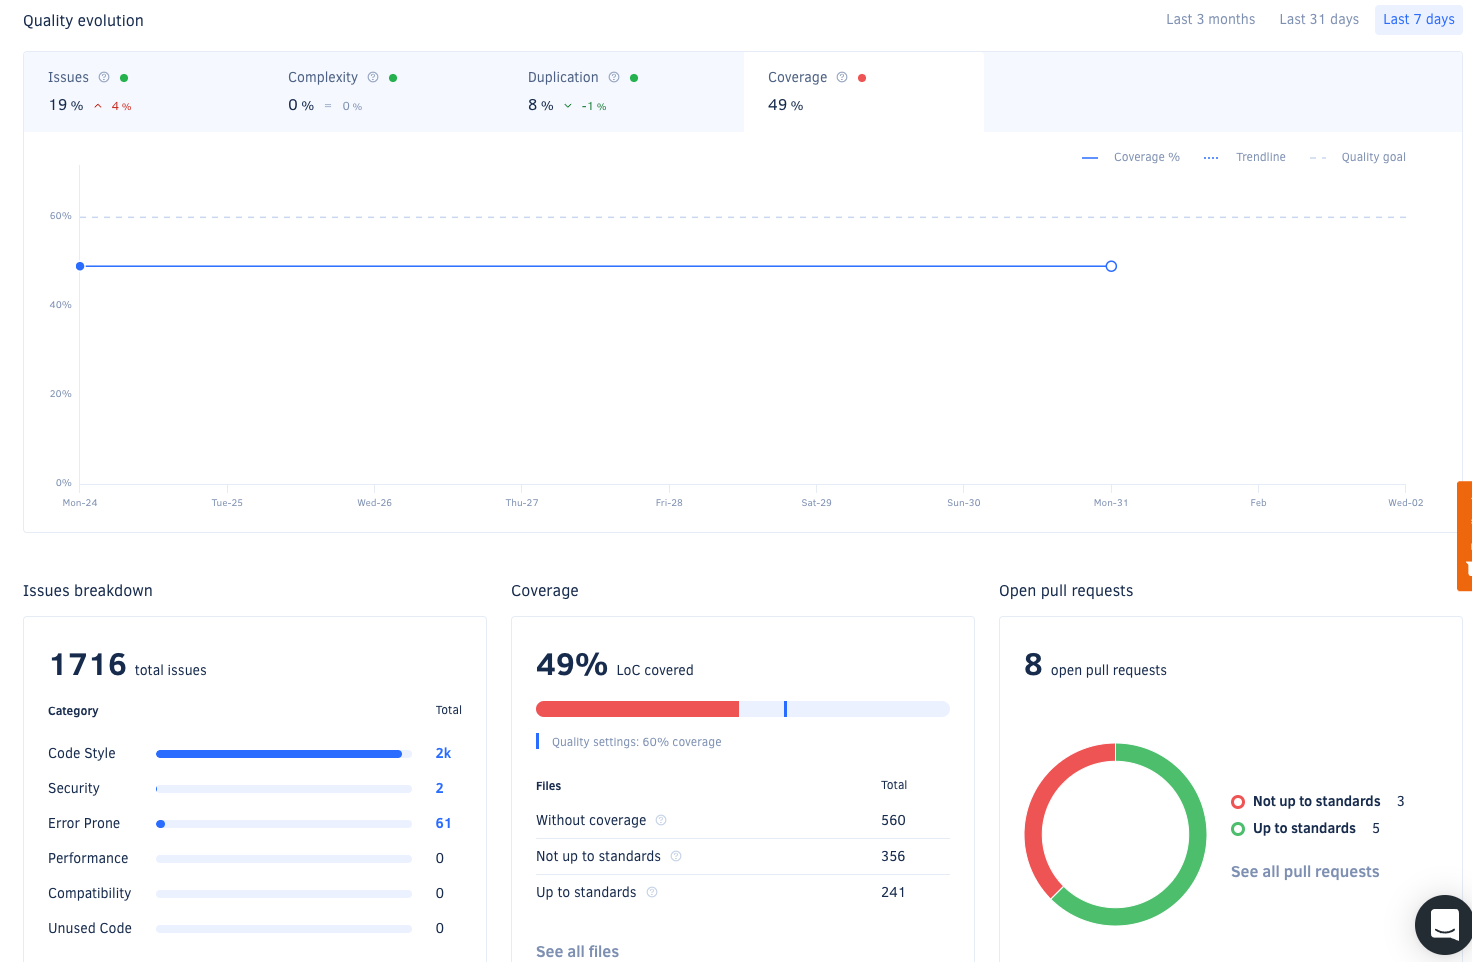 Quality evolution
Last 3 months Last 31 days Last 7 days
Issues Complexity Duplication Coverage
19 % 4 % 0 % = 0 % 8 % -1 % 49 %
Coverage % Trendline Quality goal
60%
40%
20%
0%
Mon-24 Tue-25 Wed-26 Thu-27 Fri-28 Sat-29 Sun-30 Mon-31 Feb Wed-02
Issues breakdown
1716 total issues
Category Total
Code Style 2k
Security 2
Error Prone 61
Performance 0
Compatibility 0
Unused Code 0
Coverage
49% LoC covered
Quality settings: 60% coverage
Files Total
Without coverage 560
Not up to standards 356
Up to standards 241
See all files
Open pull requests
8 open pull requests
Not up to standards 3
Up to standards 5
See all pull requests